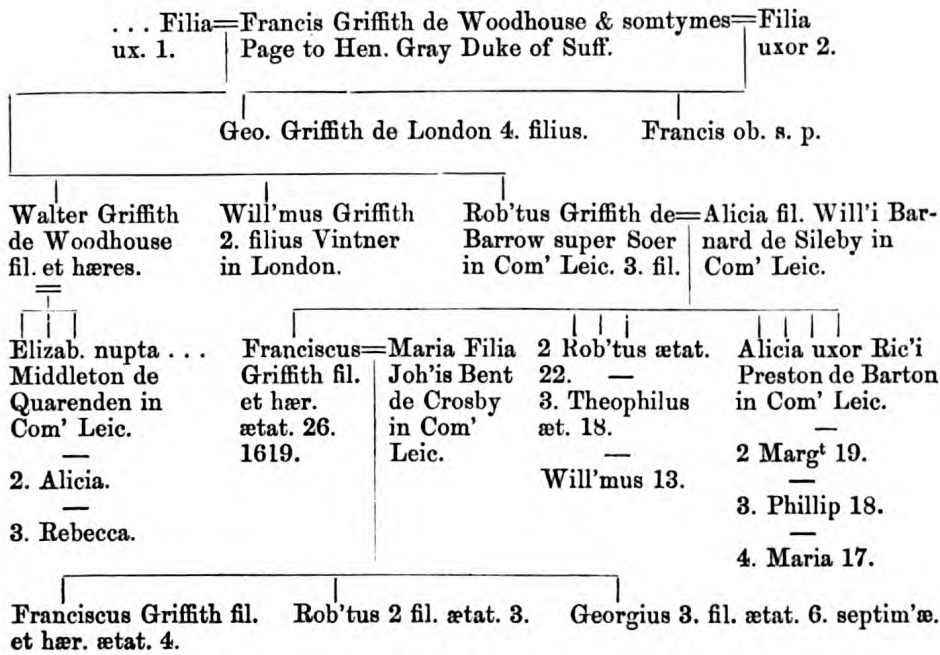 . . . Filia=Francis Griffith de Woodhouse & somtymes=Filia
ux. 1. Page to Hen. Gray Duke of Suff. uxor 2.
Geo. Griffith de London 4. filius. Francis ob. s. p.
Walter Griffith
de Woodhouse
fil. et hæres.
Will'mus Griffith
2. filius Vintner
in London.
Rob'tus Griffith de=Alicia fil. Will'i Bar-
Barrow super Soer nard de Sileby in
in Com' Leic. 3. fil. Com' Leic.
Elizab. nupta . . .
Middleton de
Quarenden in
Com' Leic.
—
2. Alicia.
—
3. Rebecca.
Franciscus=Maria Filia
Griffith fil. Joh'is Bent
et hær. de Crosby
ætat. 26. in Com'
1619. Leic.
2 Rob'tus ætat.
22. —
3. Theophilus
æt. 18.
—
Will'mus 13.
Alicia uxor Ric'i
Preston de Barton
in Com' Leic.
—
2 Margᵗ 19.
—
3. Phillip 18.
—
4. Maria 17.
Franciscus Griffith fil.
et hær. ætat. 4.
Rob'tus 2 fil. ætat. 3.
Georgius 3. fil. ætat. 6. septim'æ.